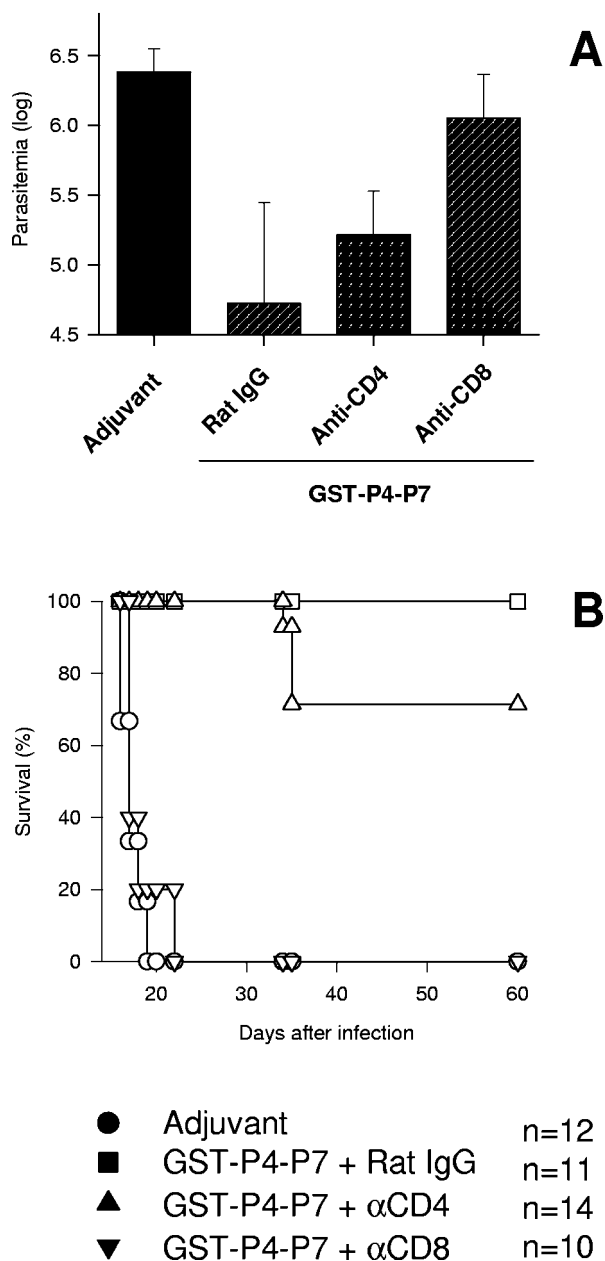 A
6.5
6.0
5.5
5.0
4.5
Parasitemia (log)
Adjuvant
Rat IgG
Anti-CD4
Anti-CD8
GST-P4-P7
B
100
80
60
40
20
0
Survival (%)
20 30 40 50 60
Days after infection
Adjuvant n=12
GST-P4-P7 + Rat IgG n=11
GST-P4-P7 + αCD4 n=14
GST-P4-P7 + αCD8 n=10